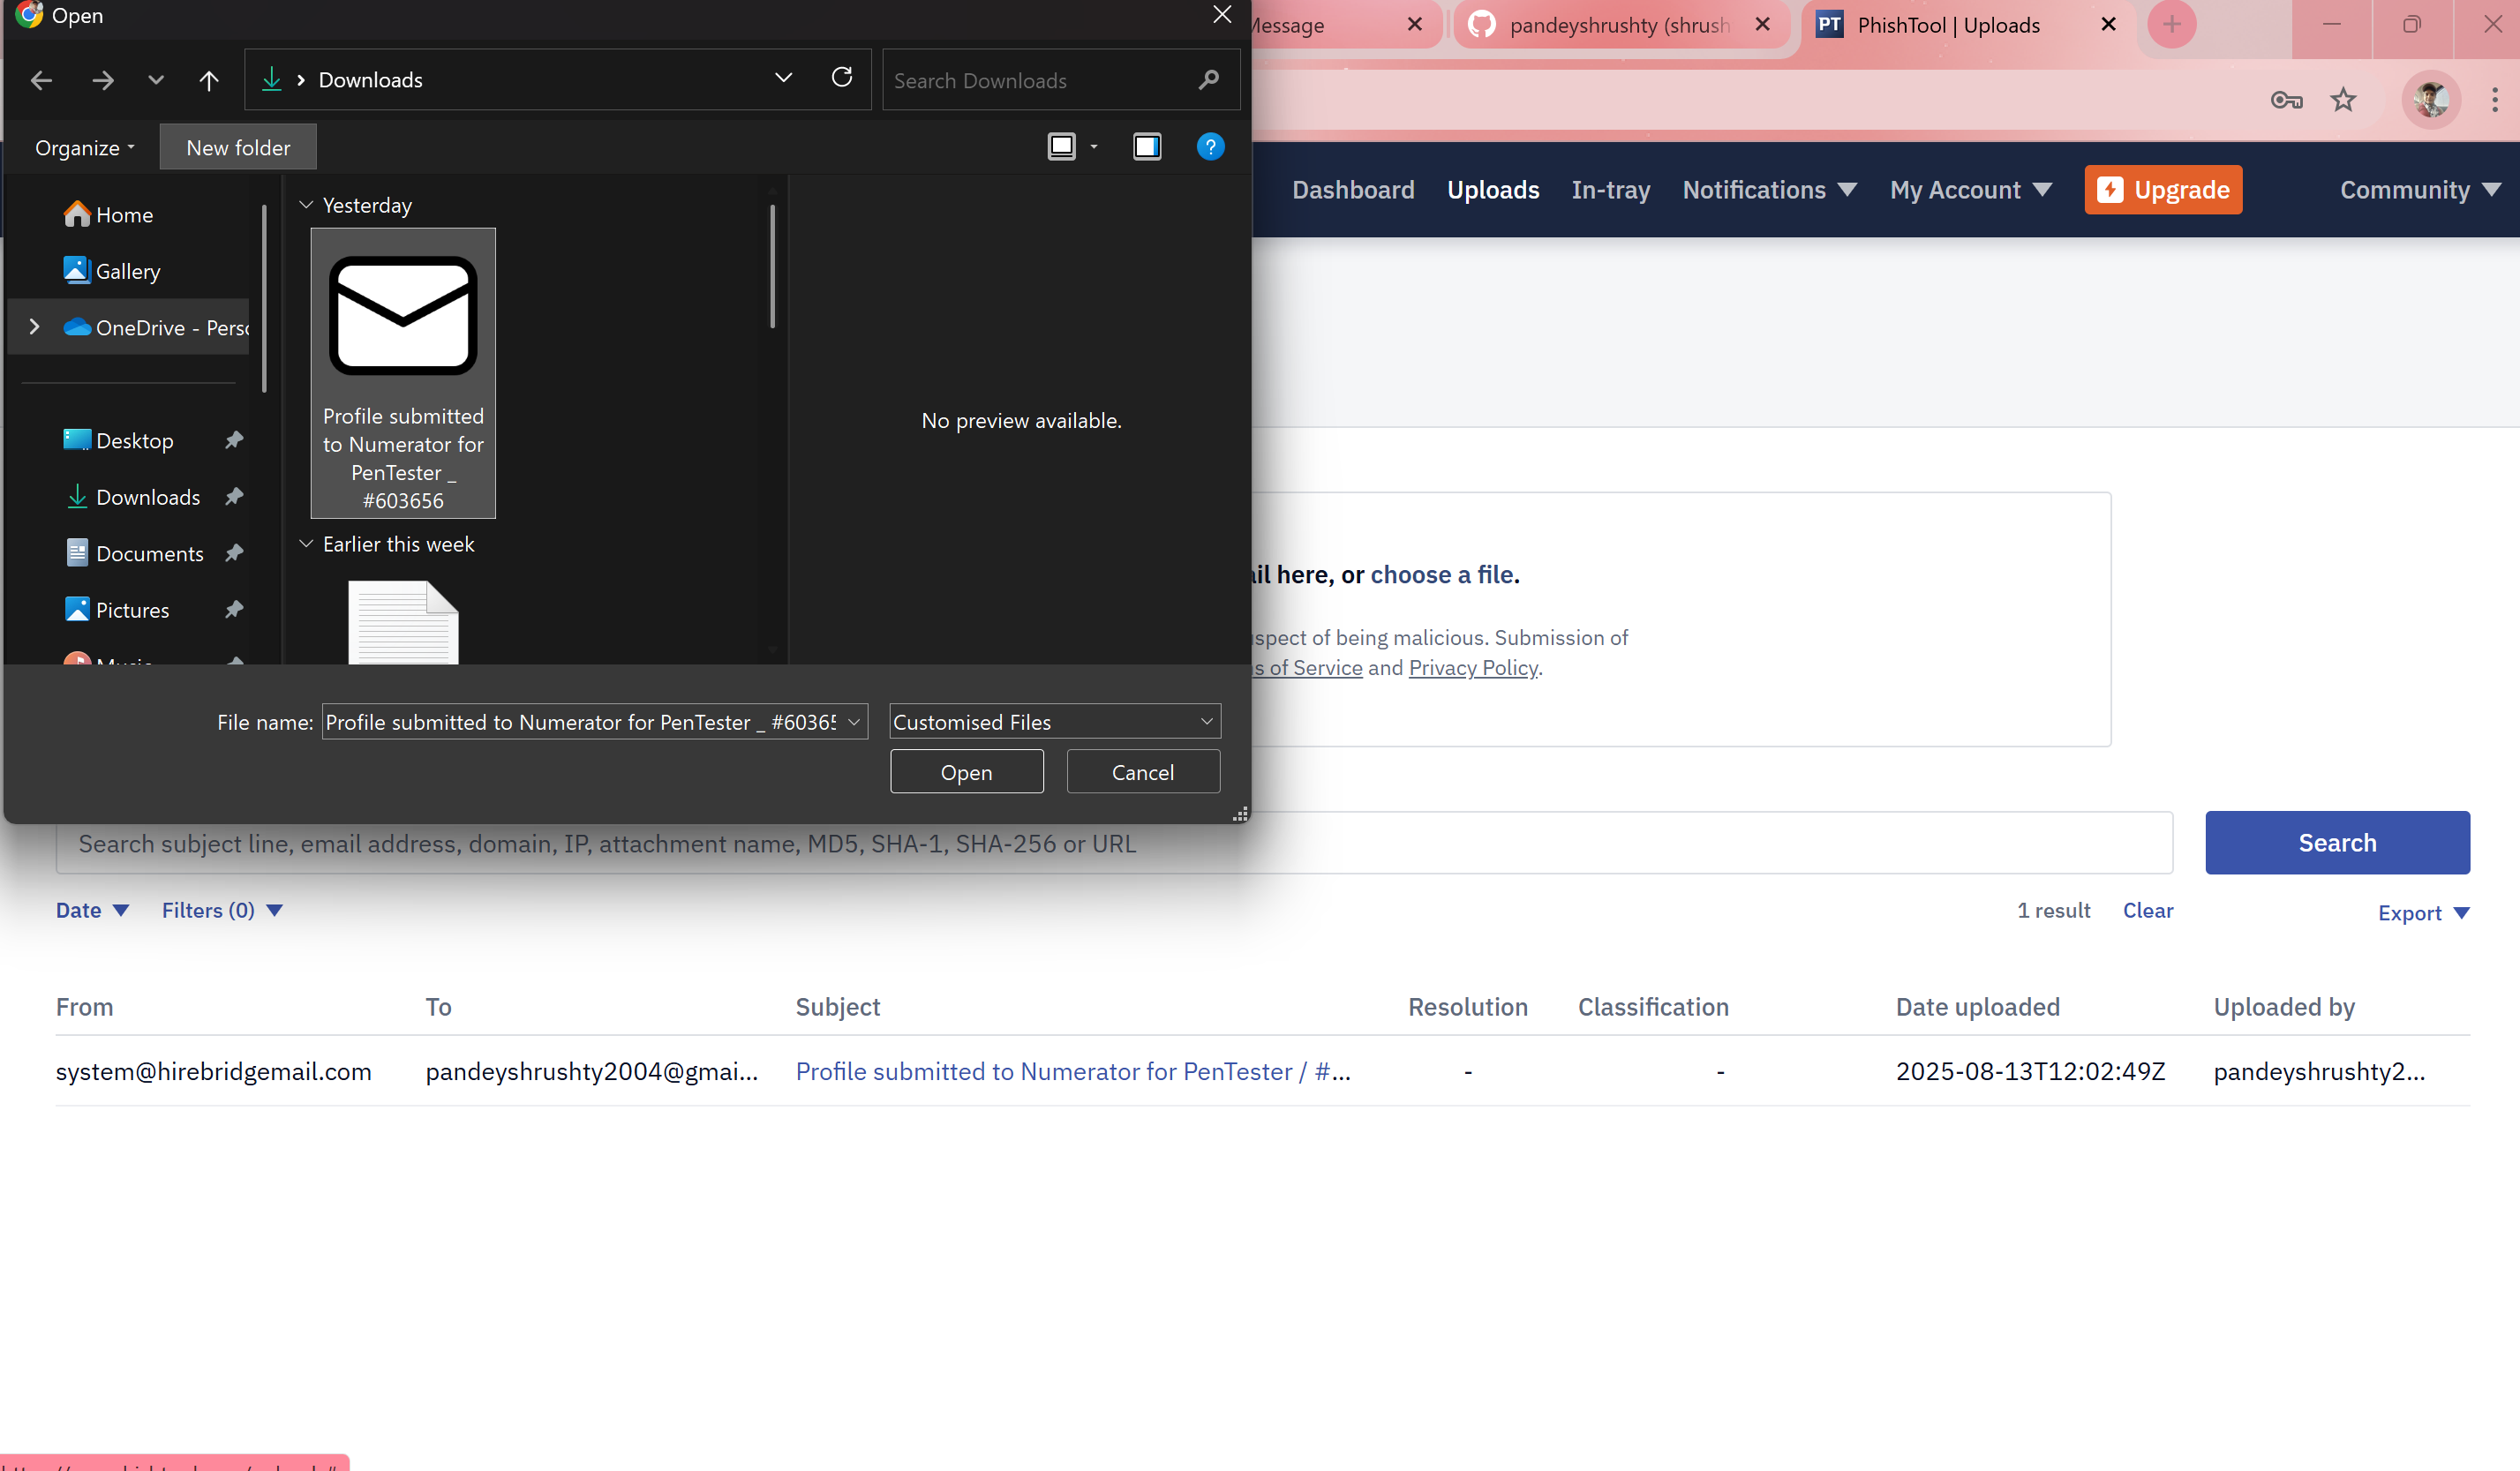 Open
Message
pandeyshrushty (shrush
PT PhishTool | Uploads
Downloads
Search Downloads
Organize
New folder
?
Dashboard
Uploads
In-tray
Notifications
My Account
Upgrade
Community
Home
Gallery
OneDrive - Perso
Desktop
Downloads
Documents
Pictures
Music
Yesterday
Profile submitted
to Numerator for
PenTester _
#603656
Earlier this week
No preview available.
ail here, or choose a file.
spect of being malicious. Submission of
s of Service and Privacy Policy.
File name: Profile submitted to Numerator for PenTester _ #60365
Customised Files
Open
Cancel
Search subject line, email address, domain, IP, attachment name, MD5, SHA-1, SHA-256 or URL
Search
Date
Filters (0)
1 result
Clear
Export
From To Subject Resolution Classification Date uploaded Uploaded by
system@hirebridgemail.com pandeyshrushty2004@gmai... Profile submitted to Numerator for PenTester / #... - - 2025-08-13T12:02:49Z pandeyshrushty2...